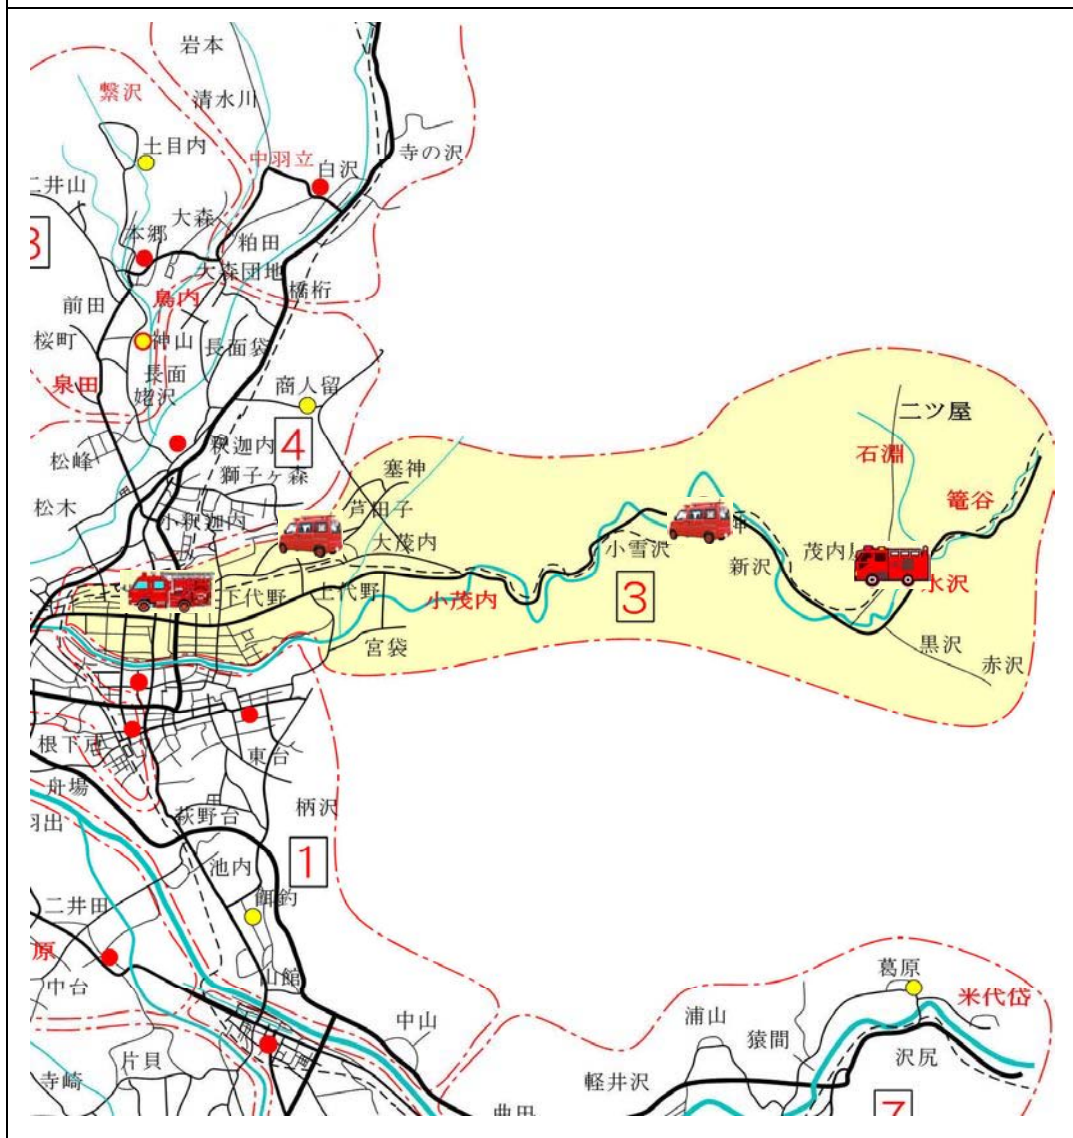 岩本
繋沢
清水川
土目内
中羽立
白沢
寺の沢
二井山
大森
本郷
粕田
大森団地
鳥内
橋桁
前田
神山
長面袋
桜町
長面
泉田
姥沢
商人留
二ツ屋
釈迦内
4
石淵
松峰
獅子ヶ森
塞神
篭谷
松木
小釈迦内
芦田子
大茂内
小雪沢
新沢
茂内
下代野
上代野
小茂内
3
水沢
宮袋
黒沢
赤沢
根下戸
東台
舟場
柄沢
萩野台
羽出
池内
1
餌釣
二井田
原
中台
山館
葛原
米代岱
中山
浦山
猿間
沢尻
片貝
寺崎
軽井沢
曲田
7